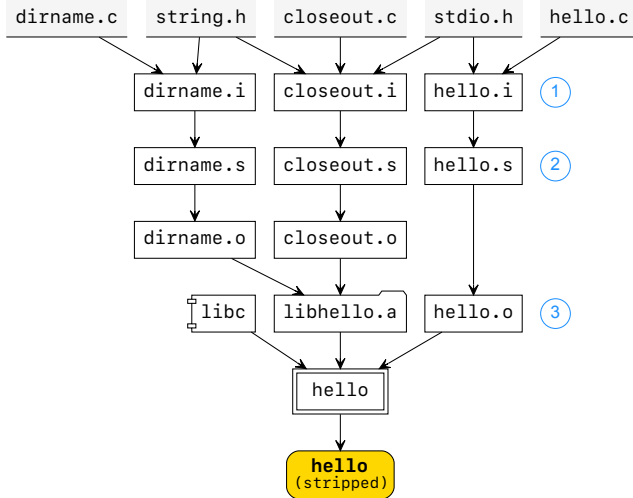 dirname.c string.h closeout.c stdio.h hello.c
dirname.i closeout.i hello.i 1
dirname.s closeout.s hello.s 2
dirname.o closeout.o
libc libhello.a hello.o 3
hello
hello
(stripped)